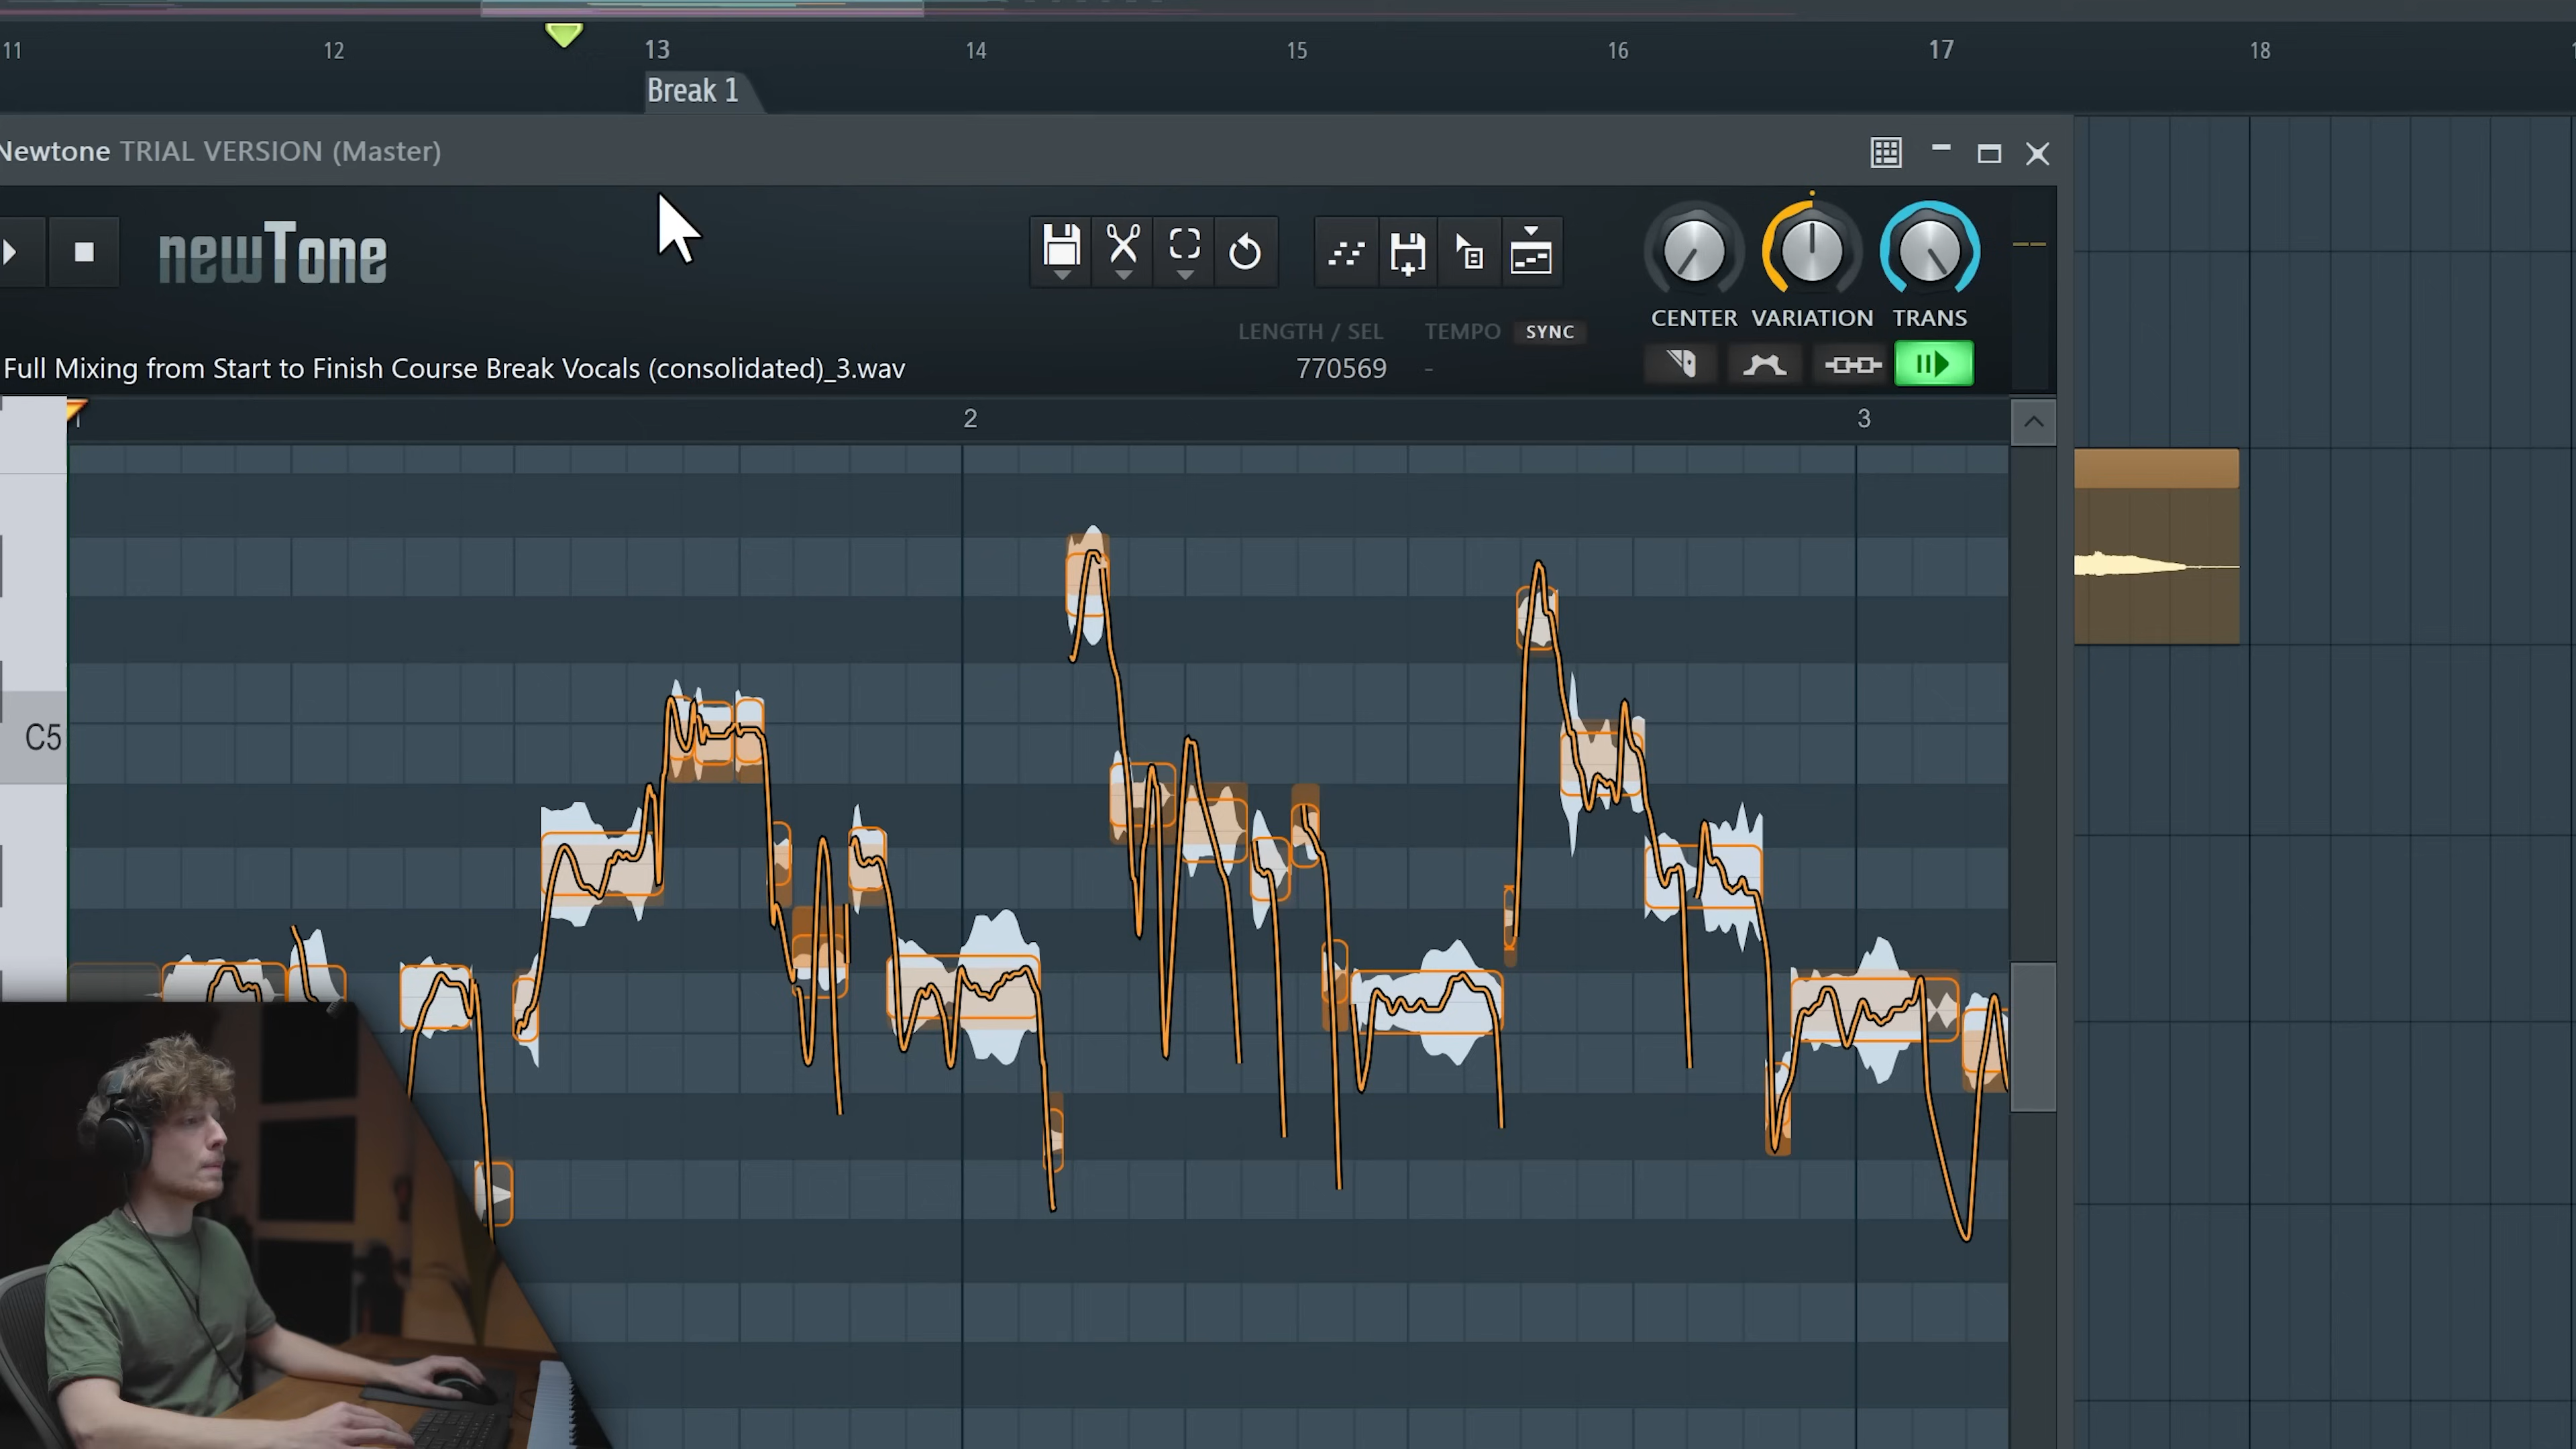 11 12 13 14 15 16 17 18
Break 1
Newtone TRIAL VERSION (Master)
newTone
CENTER VARIATION TRANS
LENGTH / SEL TEMPO SYNC
770569 -
Full Mixing from Start to Finish Course Break Vocals (consolidated)_3.wav
1 2 3
C5